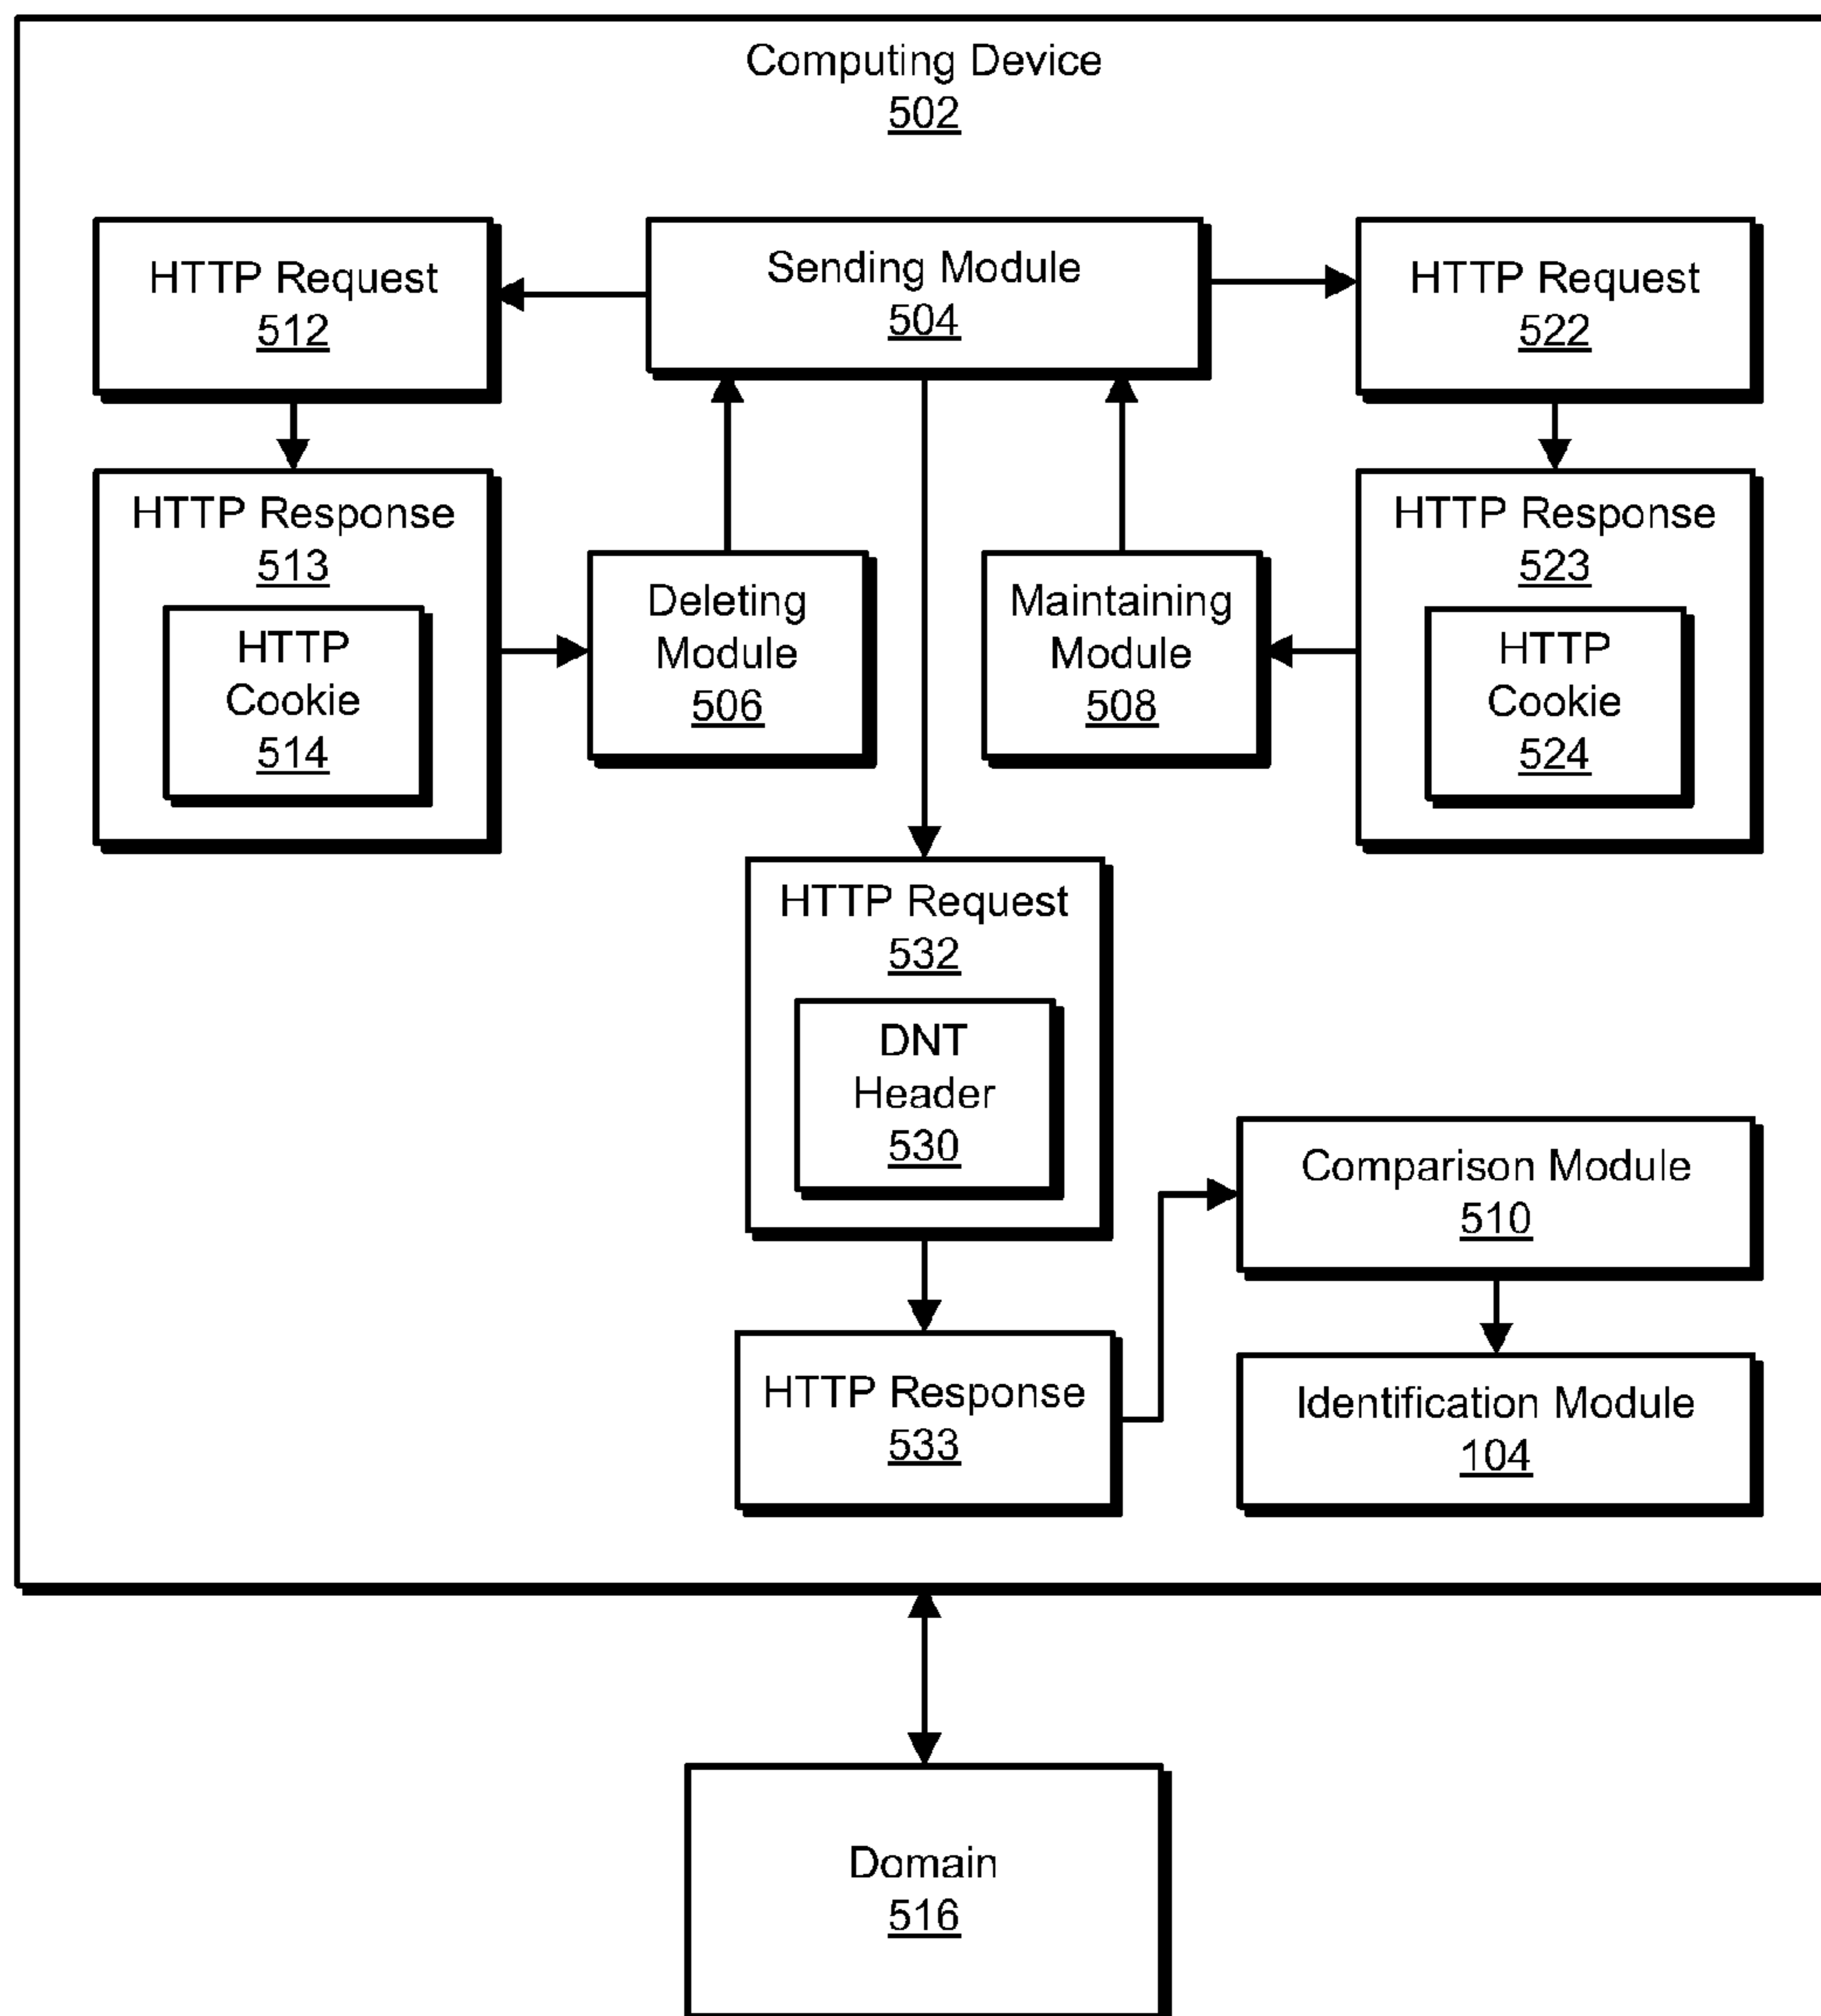 Computing Device
502
HTTP Request
512
Sending Module
504
HTTP Request
522
HTTP Response
513
HTTP
Cookie
514
Deleting
Module
506
Maintaining
Module
508
HTTP Response
523
HTTP
Cookie
524
HTTP Request
532
DNT
Header
530
Comparison Module
510
HTTP Response
533
Identification Module
104
Domain
516